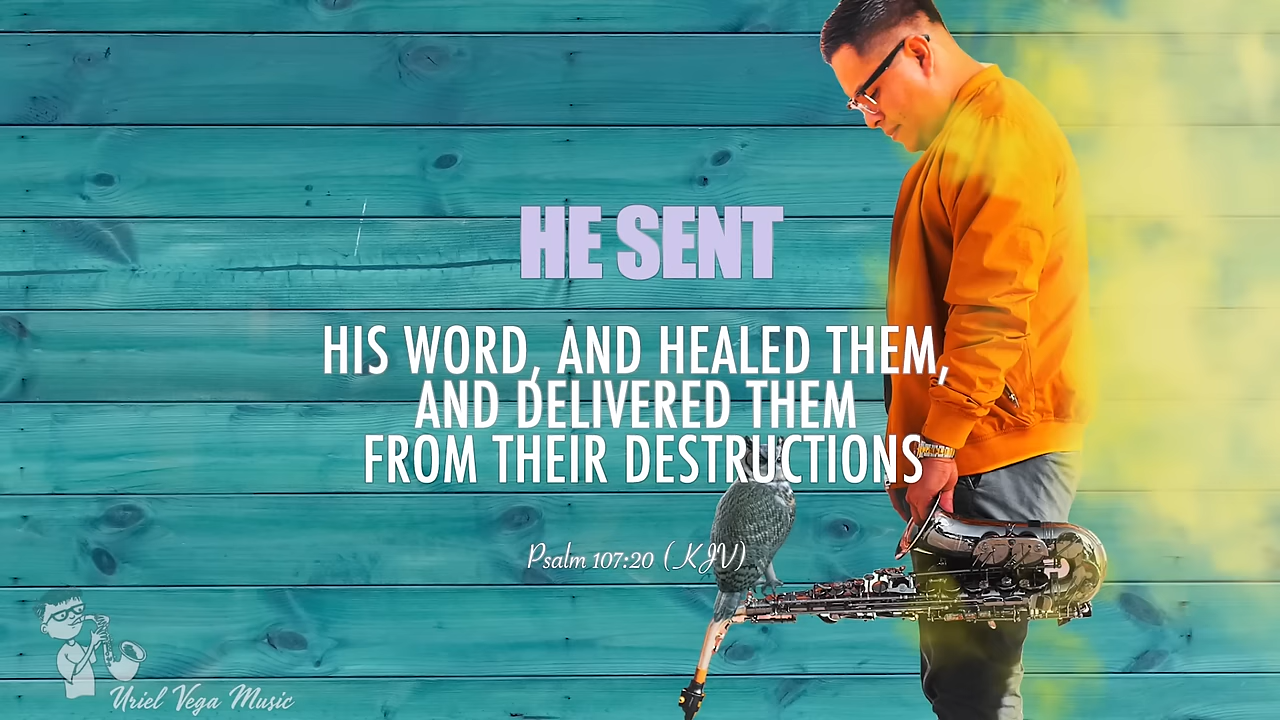 HE SENT
HIS WORD, AND HEALED THEM,
AND DELIVERED THEM
FROM THEIR DESTRUCTIONS
Psalm 107:20 (KJV)
Uriel Vega Music